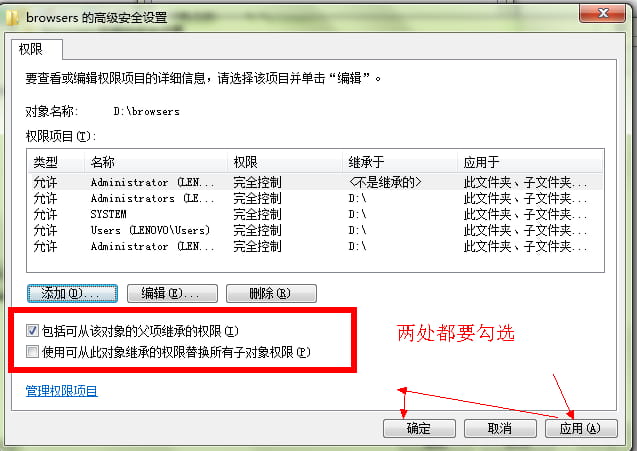 browsers 的高级安全设置
权限
要查看或编辑权限项目的详细信息，请选择该项目并单击“编辑”。
对象名称: D:\browsers
权限项目(T):
类型 名称 权限 继承于 应用于
允许 Administrator (LEN... 完全控制 <不是继承的> 此文件夹、子文件夹...
允许 Administrators (LE... 完全控制 D:\ 此文件夹、子文件夹...
允许 SYSTEM 完全控制 D:\ 此文件夹、子文件夹...
允许 Users (LENOVO\Users) 完全控制 D:\ 此文件夹、子文件夹...
允许 Administrator (LEN... 完全控制 D:\ 此文件夹、子文件夹...
添加(D)... 编辑(E)... 删除(R)
包括可从该对象的父项继承的权限(I)
使用可从此对象继承的权限替换所有子对象权限(P)
两处都要勾选
管理权限项目
确定 取消 应用(A)